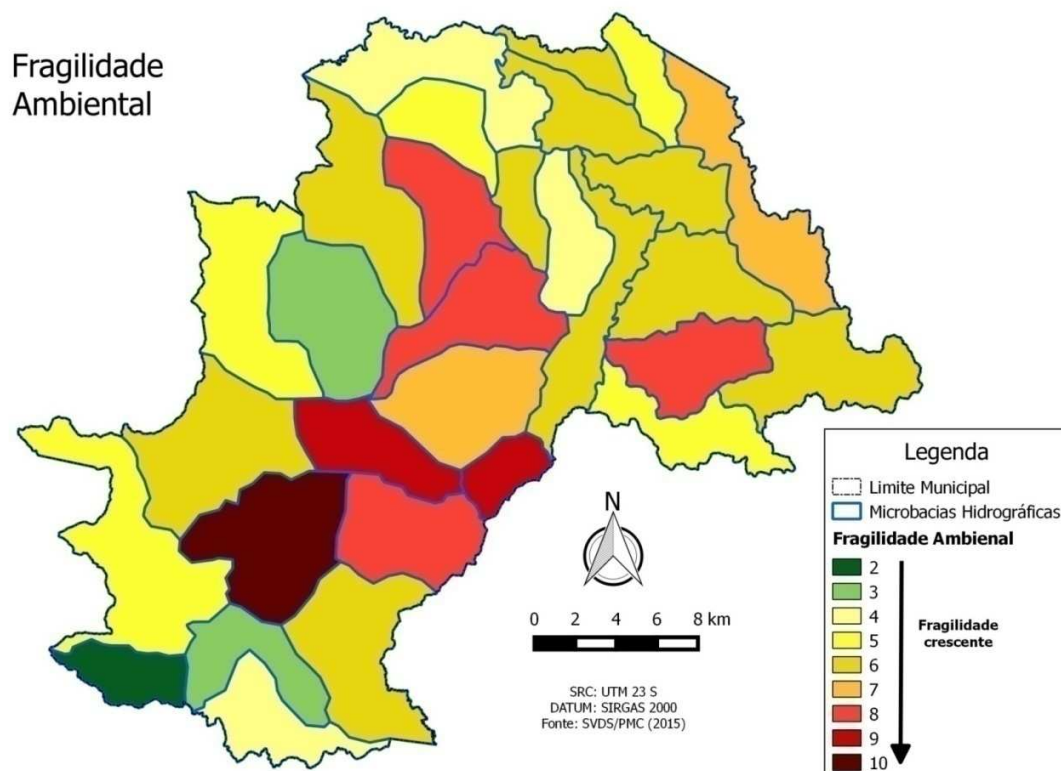 Fragilidade
Ambiental
N
0 2 4 6 8 km
SRC: UTM 23 S
DATUM: SIRGAS 2000
Fonte: SVDS/PMC (2015)
Legenda
Limite Municipal
Microbacias Hidrográficas
Fragilidade Ambienal
2
3
4
5
6
7
8
9
10
Fragilidade
crescente